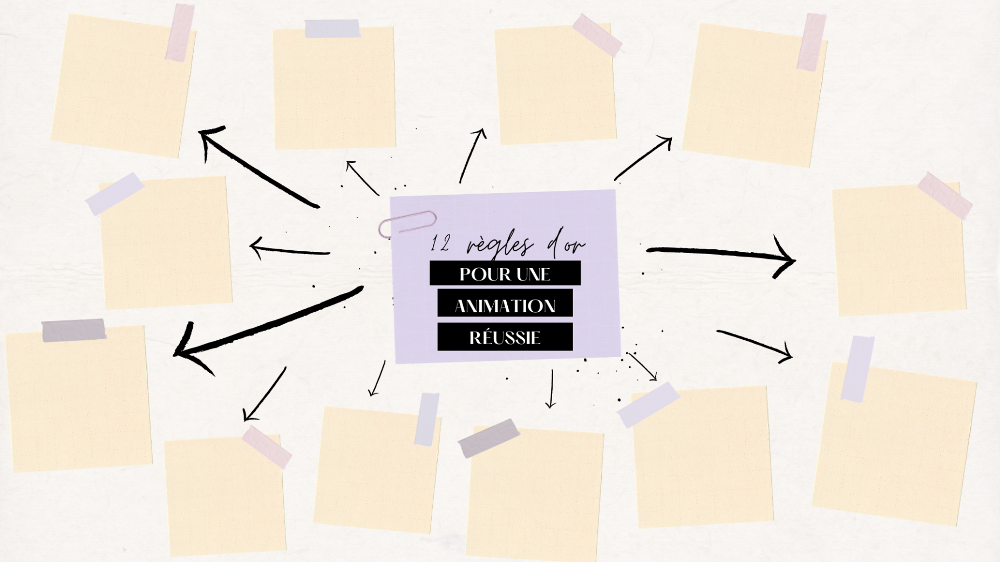 12 règles d'or
POUR UNE
ANIMATION
RÉUSSIE